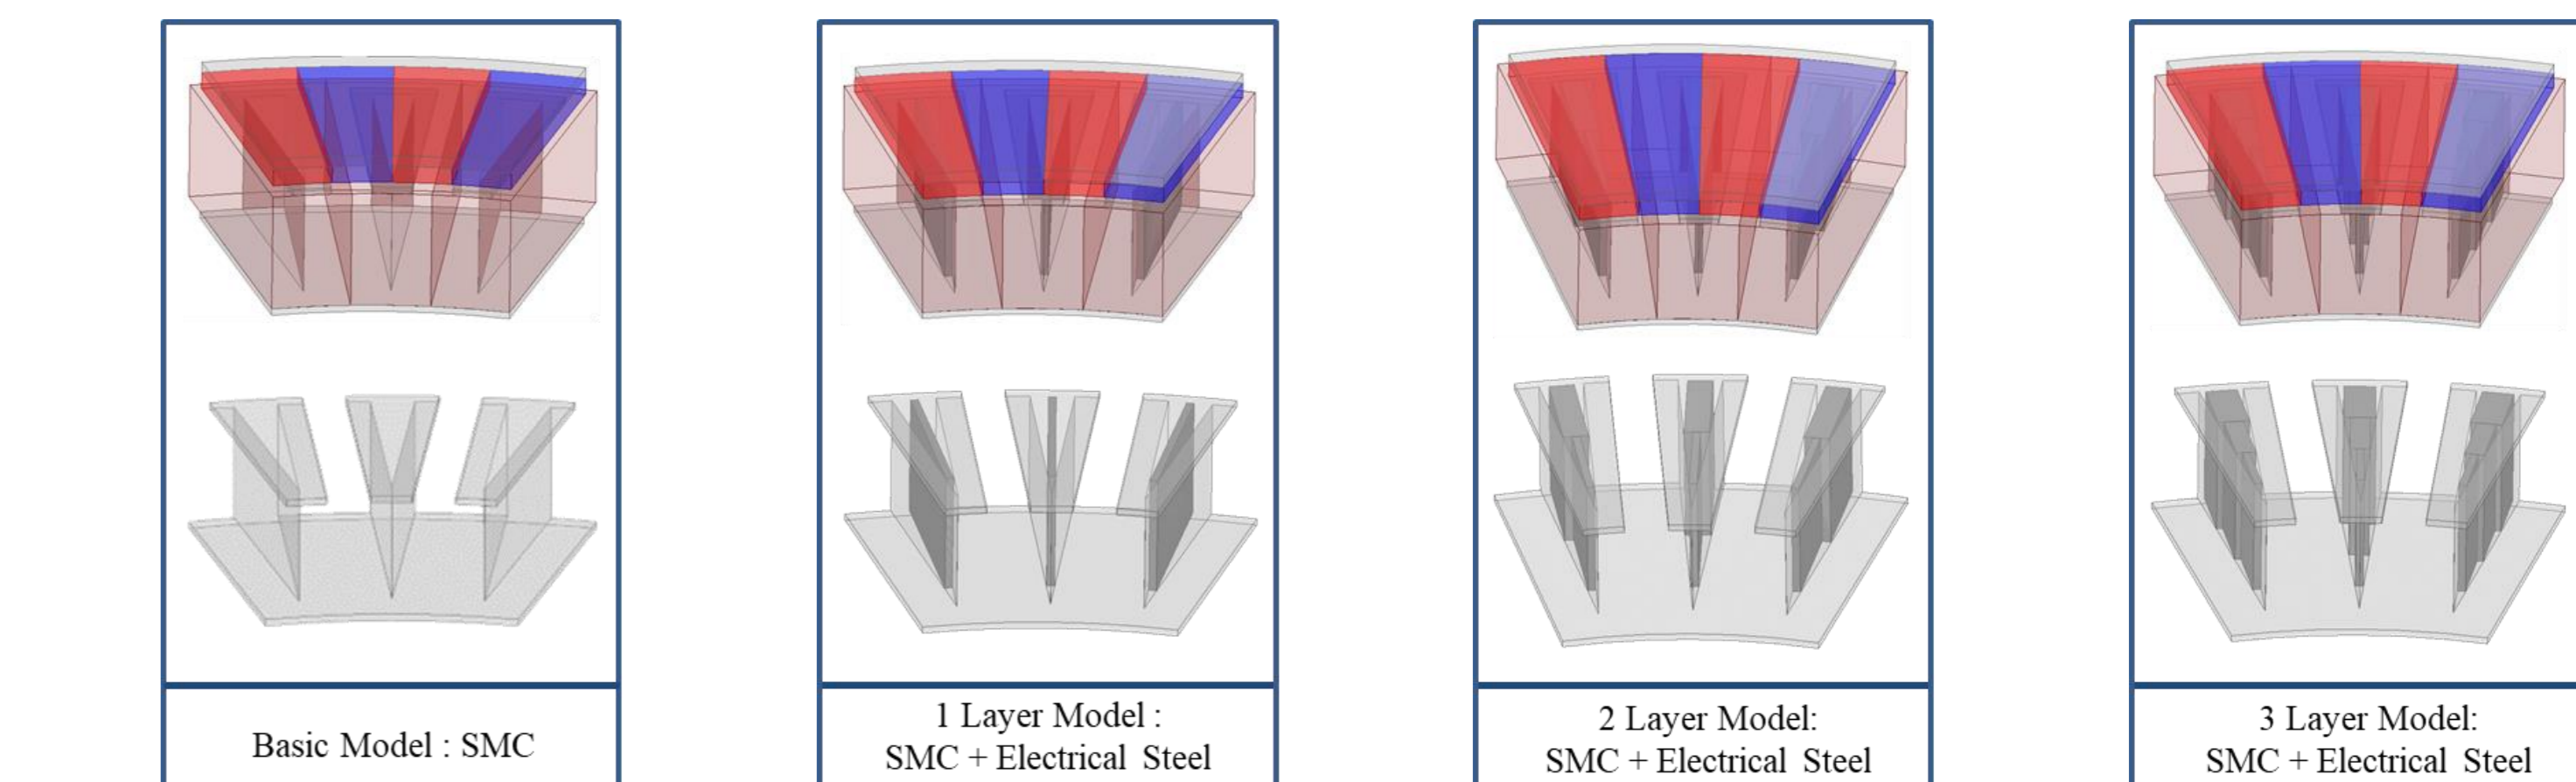 Basic Model : SMC
1 Layer Model :
SMC + Electrical Steel
2 Layer Model:
SMC + Electrical Steel
3 Layer Model:
SMC + Electrical Steel